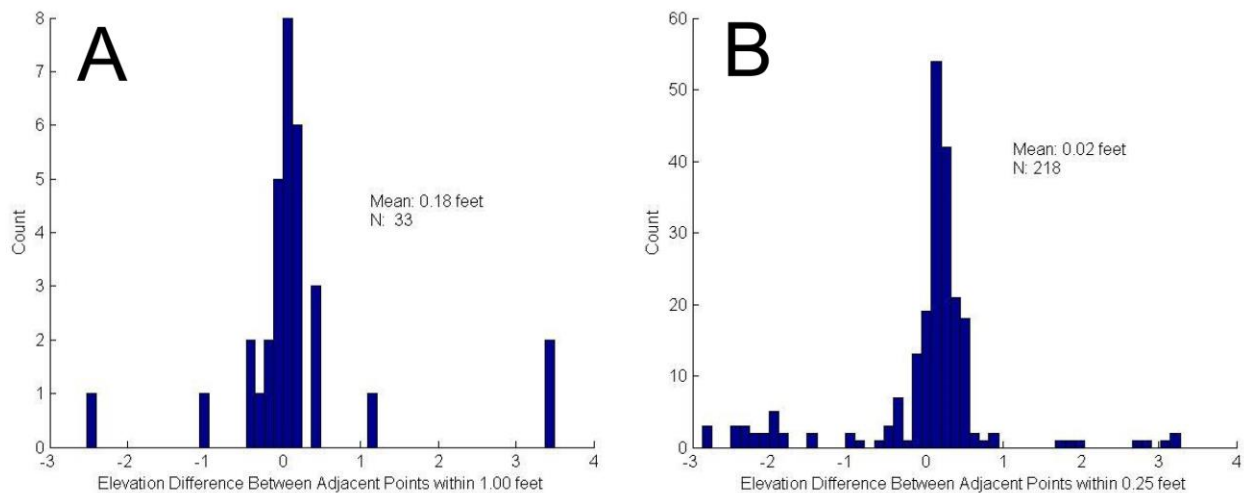 A
8
7
6
5
4
3
2
1
0
Count
Mean: 0.18 feet
N: 33
-3 -2 -1 0 1 2 3 4
Elevation Difference Between Adjacent Points within 1.00 feet
B
60
50
40
30
20
10
0
Count
Mean: 0.02 feet
N: 218
-3 -2 -1 0 1 2 3 4
Elevation Difference Between Adjacent Points within 0.25 feet